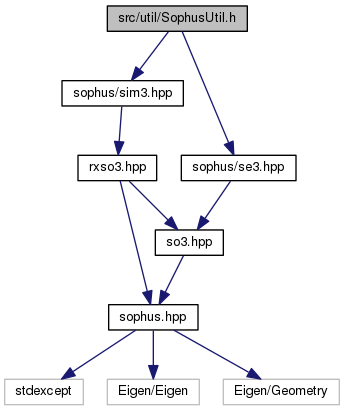 src/util/SophusUtil.h
sophus/sim3.hpp
rxso3.hpp
sophus/se3.hpp
so3.hpp
sophus.hpp
stdexcept
Eigen/Eigen
Eigen/Geometry